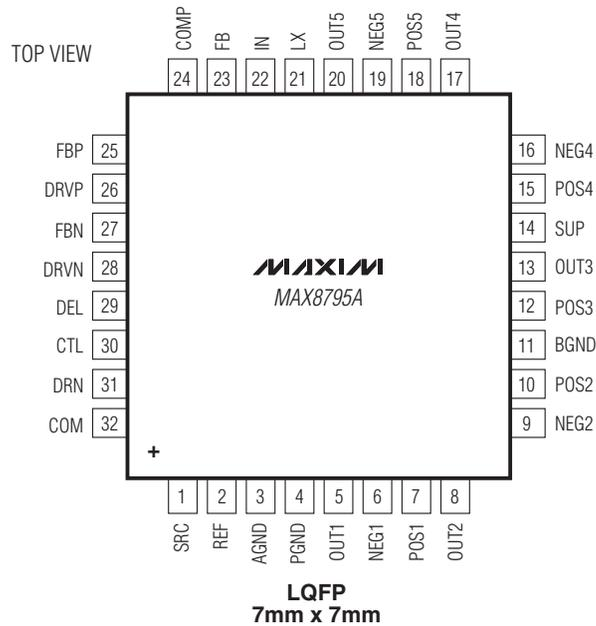 TOP VIEW
COMP
FB
IN
LX
OUT5
NEG5
POS5
OUT4
24
23
22
21
20
19
18
17
FBP 25
DRVP 26
FBN 27
DRVN 28
DEL 29
CTL 30
DRN 31
COM 32
16 NEG4
15 POS4
14 SUP
13 OUT3
12 POS3
11 BGND
10 POS2
9 NEG2
MAXIM
MAX8795A
+
1
2
3
4
5
6
7
8
SRC
REF
AGND
PGND
OUT1
NEG1
POS1
OUT2
LQFP
7mm x 7mm